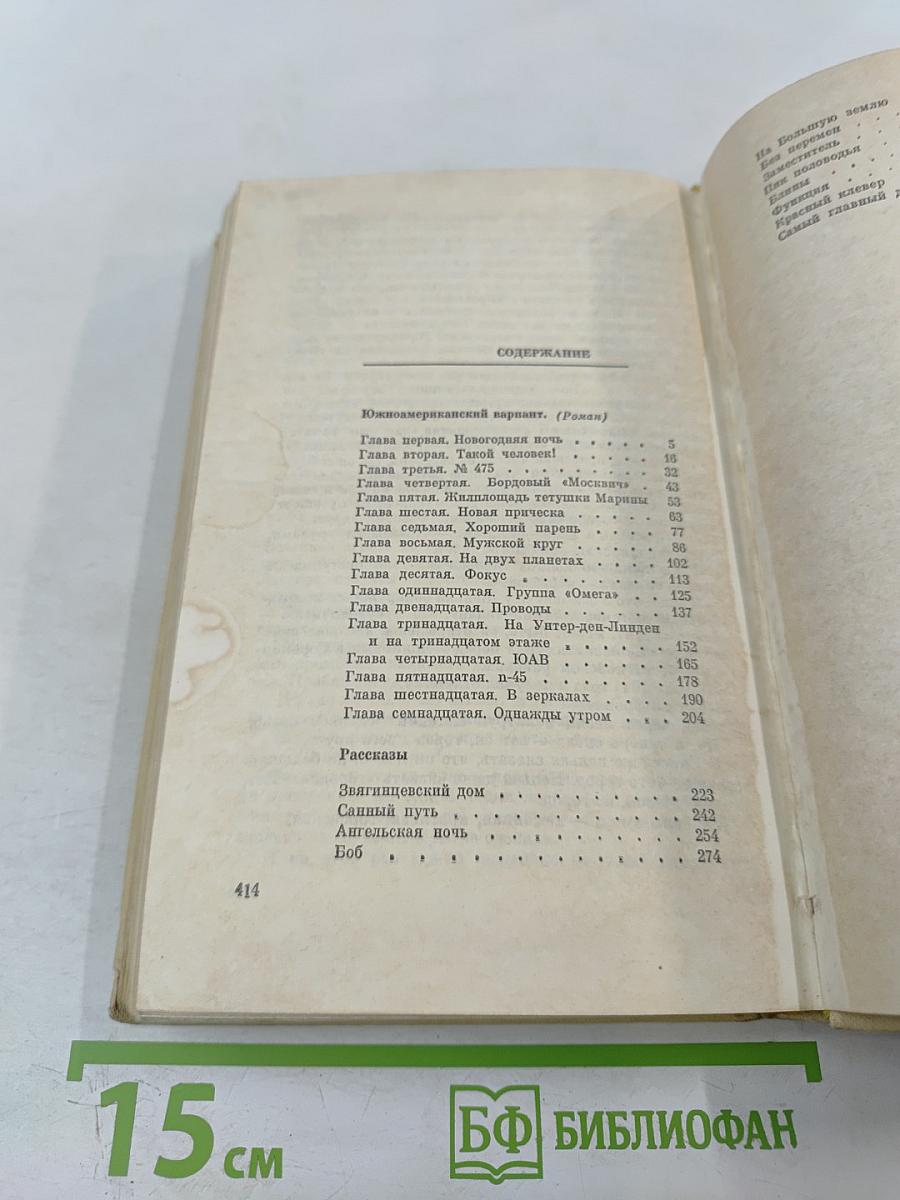 СОДЕРЖАНИЕ
Южноамериканский вариант. (Роман)
Глава первая. Новогодняя ночь . . . . . 5
Глава вторая. Такой человек! . . . . . 16
Глава третья. № 475 . . . . . . . . . 32
Глава четвертая. Бордовый «Москвич» . 43
Глава пятая. Жилплощадь тетушки Марины 53
Глава шестая. Новая прическа . . . . . 63
Глава седьмая. Хороший парень . . . . 77
Глава восьмая. Мужской круг . . . . . 86
Глава девятая. На двух планетах . . . . 102
Глава десятая. Фокус . . . . . . . . 113
Глава одиннадцатая. Группа «Омега» . . 125
Глава двенадцатая. Проводы . . . . . . 137
Глава тринадцатая. На Унтер-ден-Линден
и на тринадцатом этаже . . . . . . 152
Глава четырнадцатая. ЮАВ . . . . . . 165
Глава пятнадцатая. n-45 . . . . . . . 178
Глава шестнадцатая. В зеркалах . . . . 190
Глава семнадцатая. Однажды утром . . . 204
Рассказы
Звягинцевский дом . . . . . . . . . . 223
Санный путь . . . . . . . . . . . . 242
Ангельская ночь . . . . . . . . . . 254
Боб . . . . . . . . . . . . . . 274
414
На Большую землю
Без перемен . . .
Заместитель . . .
Пик половодья . .
Блины . . . . .
Функция . . . .
Красный клевер
Самый главный
15 см
БФ БИБЛИОФАН